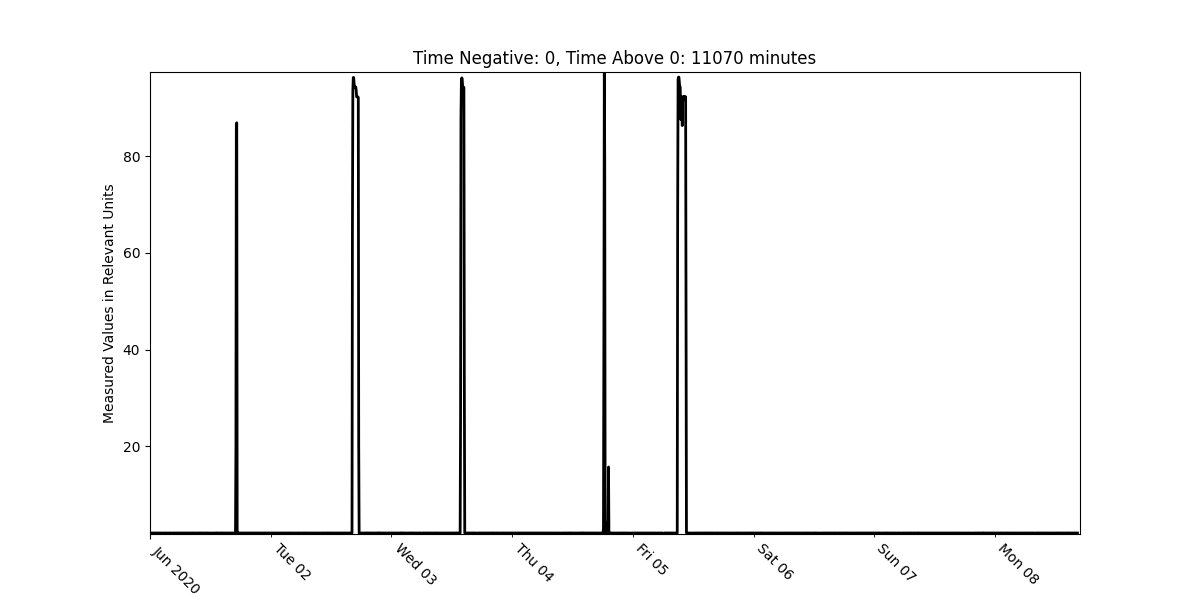 Time Negative: 0, Time Above 0: 11070 minutes
Measured Values in Relevant Units
80
60
40
20
Jun 2020
Tue 02
Wed 03
Thu 04
Fri 05
Sat 06
Sun 07
Mon 08